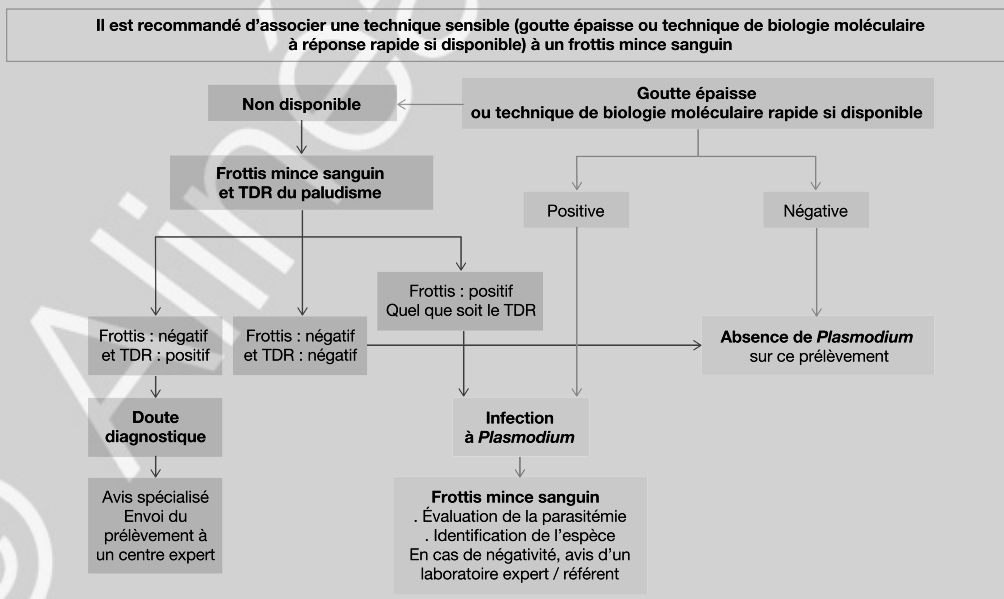 Il est recommandé d'associer une technique sensible (goutte épaisse ou technique de biologie moléculaire
à réponse rapide si disponible) à un frottis mince sanguin
Non disponible
Goutte épaisse
ou technique de biologie moléculaire rapide si disponible
Frottis mince sanguin
et TDR du paludisme
Positive
Négative
Frottis : positif
Quel que soit le TDR
Frottis : négatif
et TDR : positif
Frottis : négatif
et TDR : négatif
Absence de Plasmodium
sur ce prélèvement
Doute
diagnostique
Infection
à Plasmodium
Avis spécialisé
Envoi du
prélèvement à
un centre expert
Frottis mince sanguin
. Évaluation de la parasitémie
. Identification de l'espèce
En cas de négativité, avis d'un
laboratoire expert / référent
© Aliné